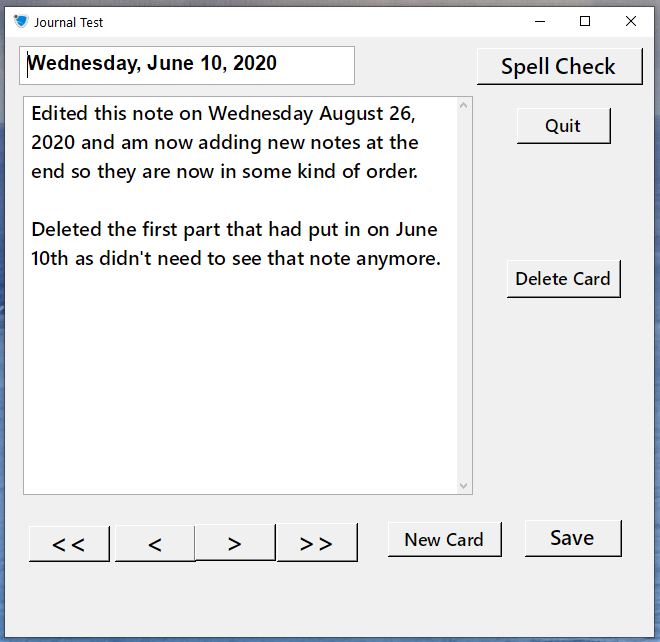 Journal Test
Wednesday, June 10, 2020
Spell Check
Edited this note on Wednesday August 26,
2020 and am now adding new notes at the
end so they are now in some kind of order.
Deleted the first part that had put in on June
10th as didn't need to see that note anymore.
Quit
Delete Card
<<
<
>
>>
New Card
Save